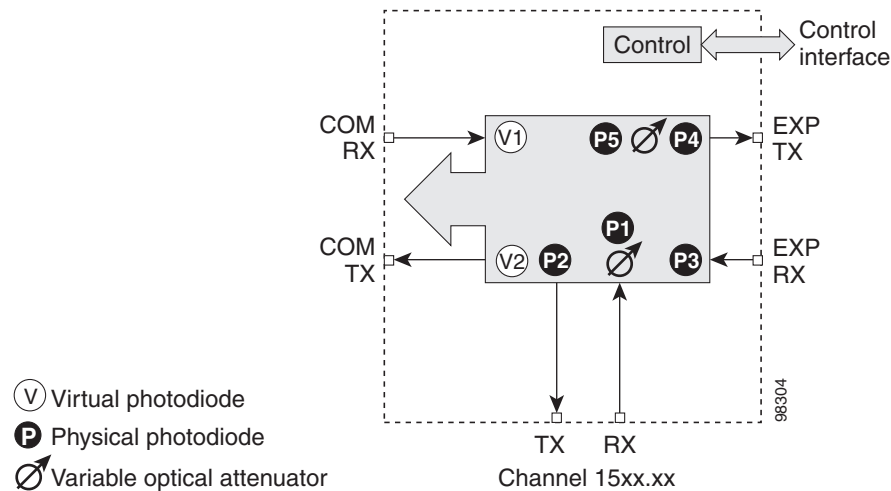 Control
Control
interface
COM
RX
V1
P5
P4
EXP
TX
P1
COM
TX
V2
P2
P3
EXP
RX
98304
V Virtual photodiode
P Physical photodiode
Variable optical attenuator
TX
RX
Channel 15xx.xx